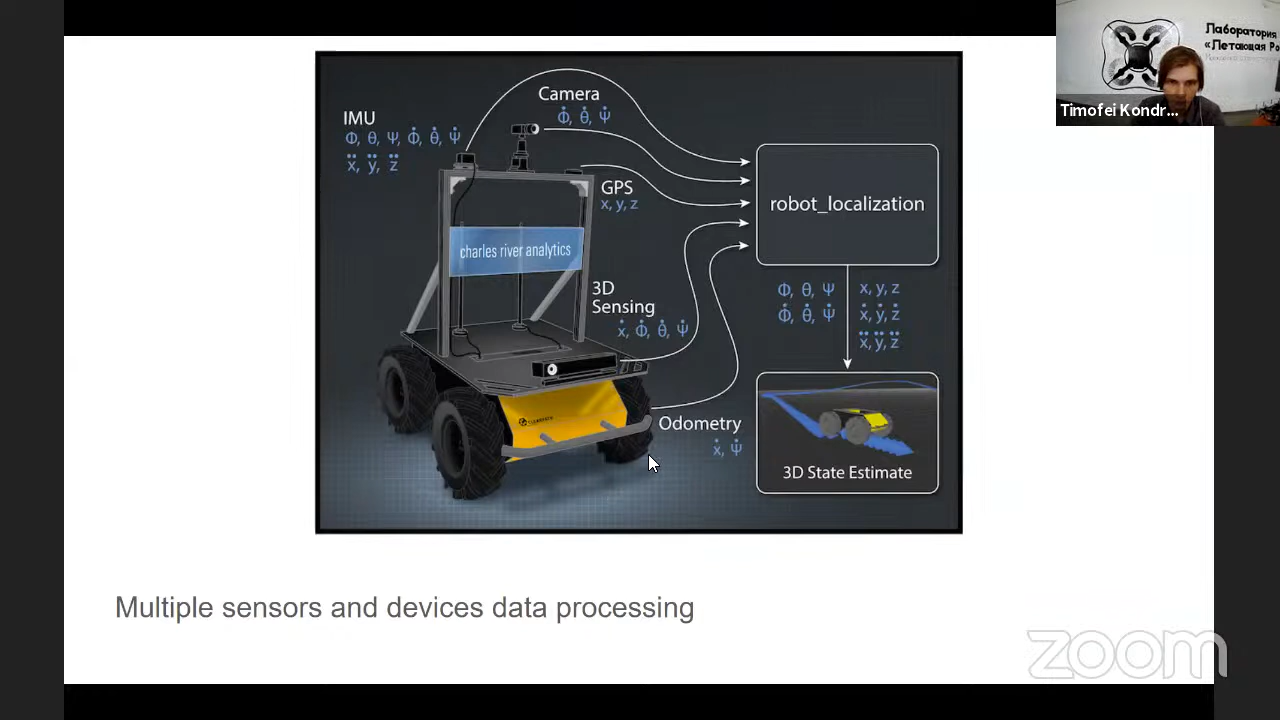 Лаборатория
«Летающая Ро
Timofei Kondr...
Camera
Φ̇, θ̇, Ψ̇
IMU
Φ, θ, Ψ, Φ̇, θ̇, Ψ̇
ẍ, ÿ, z̈
GPS
x, y, z
robot_localization
charles river analytics
3D
Sensing
ẋ, Φ̇, θ̇, Ψ̇
Φ, θ, Ψ
x, y, z
Φ̇, θ̇, Ψ̇
ẋ, ẏ, ż
ẍ, ÿ, z̈
Odometry
ẋ, Ψ̇
3D State Estimate
Multiple sensors and devices data processing
zoom